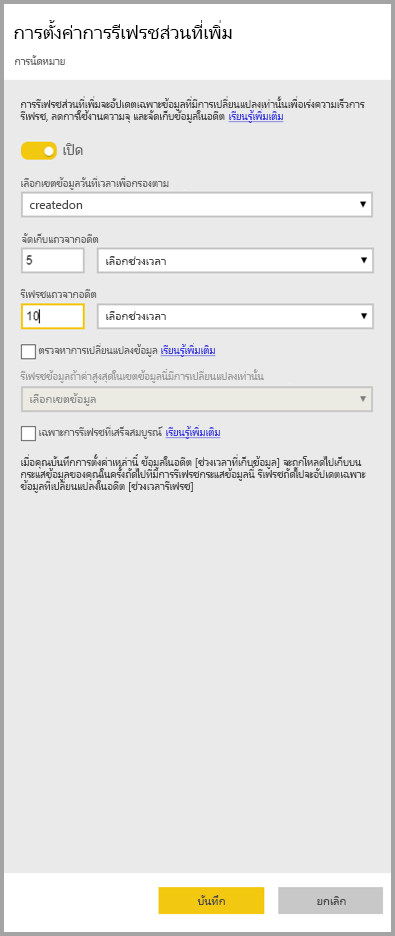 การตั้งค่าการรีเฟรชส่วนที่เพิ่ม
การนัดหมาย
การรีเฟรชส่วนที่เพิ่มจะอัปเดตเฉพาะข้อมูลที่มีการเปลี่ยนแปลงเท่านั้นเพื่อเร่งความเร็วการ
รีเฟรช, ลดการใช้งานความจุ และจัดเก็บข้อมูลในอดีต เรียนรู้เพิ่มเติม
เปิด
เลือกเขตข้อมูลวันที่เวลาเพื่อกรองตาม
createdon
จัดเก็บแถวจากอดีต
5 เลือกช่วงเวลา
รีเฟรชแถวจากอดีต
10 เลือกช่วงเวลา
ตรวจหาการเปลี่ยนแปลงข้อมูล เรียนรู้เพิ่มเติม
รีเฟรชข้อมูลถ้าค่าสูงสุดในเขตข้อมูลนี้มีการเปลี่ยนแปลงเท่านั้น
เลือกเขตข้อมูล
เฉพาะการรีเฟรชที่เสร็จสมบูรณ์ เรียนรู้เพิ่มเติม
เมื่อคุณบันทึกการตั้งค่าเหล่านี้ ข้อมูลในอดีต [ช่วงเวลาที่เก็บข้อมูล] จะถูกโหลดไปเก็บบน
กระแสข้อมูลของคุณในครั้งถัดไปที่มีการรีเฟรชกระแสข้อมูลนี้ รีเฟรชถัดไปจะอัปเดตเฉพาะ
ข้อมูลที่เปลี่ยนแปลงในอดีต [ช่วงเวลารีเฟรช]
บันทึก ยกเลิก